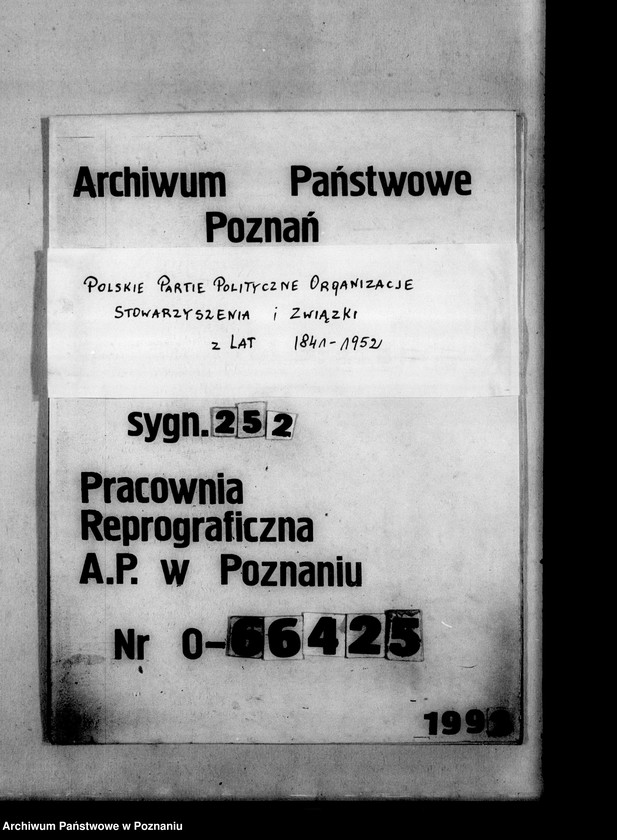 Archiwum Państwowe
Poznań
POLSKIE PARTIE POLITYCZNE ORGANIZACJE
STOWARZYSZENIA i ZWIĄZKI
z LAT 1841-1952
sygn. 252
Pracownia
Reprograficzna
A.P. w Poznaniu
Nr 0-66425
Archiwum Państwowe w Poznaniu